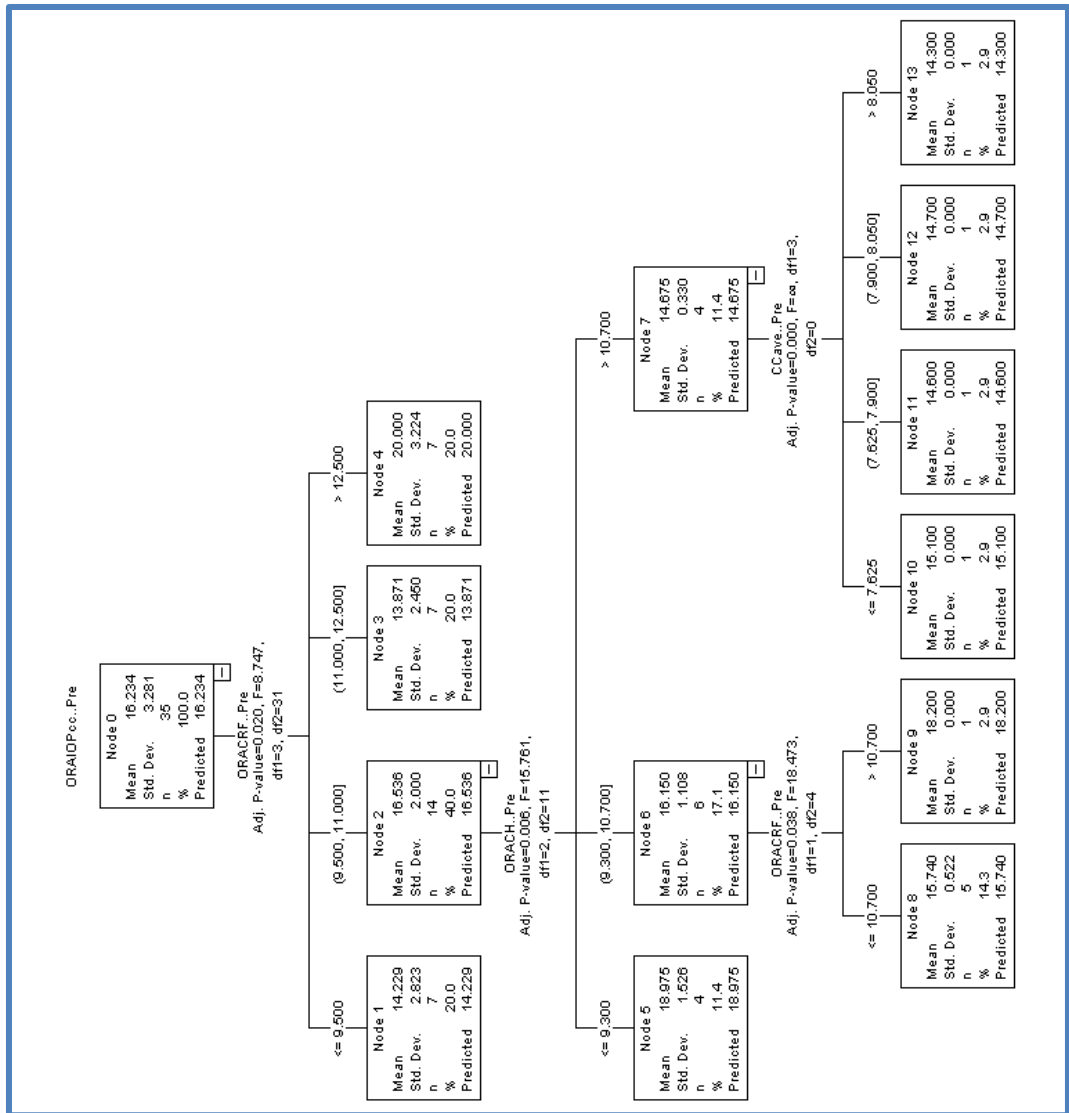 ORAIOPcc..Pre
Node 0
Mean 16.234
Std. Dev. 3.281
n 35
% 100.0
Predicted 16.234
ORACRF..Pre
Adj. P-value=0.020, F=8.747,
df1=3, df2=31
<= 9.500
(9.500, 11.000]
(11.000, 12.500]
> 12.500
Node 1
Mean 14.229
Std. Dev. 2.823
n 7
% 20.0
Predicted 14.229
Node 2
Mean 16.536
Std. Dev. 2.000
n 14
% 40.0
Predicted 16.536
Node 3
Mean 13.871
Std. Dev. 2.450
n 7
% 20.0
Predicted 13.871
Node 4
Mean 20.000
Std. Dev. 3.224
n 7
% 20.0
Predicted 20.000
ORACH..Pre
Adj. P-value=0.006, F=15.761,
df1=2, df2=11
<= 9.300
(9.300, 10.700]
> 10.700
Node 5
Mean 18.975
Std. Dev. 1.526
n 4
% 11.4
Predicted 18.975
Node 6
Mean 16.150
Std. Dev. 1.108
n 6
% 17.1
Predicted 16.150
Node 7
Mean 14.675
Std. Dev. 0.330
n 4
% 11.4
Predicted 14.675
ORACRF..Pre
Adj. P-value=0.038, F=18.473,
df1=1, df2=4
CCave..Pre
Adj. P-value=0.000, F=∞, df1=3,
df2=0
<= 10.700
> 10.700
<= 7.625
(7.625, 7.900]
(7.900, 8.050]
> 8.050
Node 8
Mean 15.740
Std. Dev. 0.522
n 5
% 14.3
Predicted 15.740
Node 9
Mean 18.200
Std. Dev. 0.000
n 1
% 2.9
Predicted 18.200
Node 10
Mean 15.100
Std. Dev. 0.000
n 1
% 2.9
Predicted 15.100
Node 11
Mean 14.600
Std. Dev. 0.000
n 1
% 2.9
Predicted 14.600
Node 12
Mean 14.700
Std. Dev. 0.000
n 1
% 2.9
Predicted 14.700
Node 13
Mean 14.300
Std. Dev. 0.000
n 1
% 2.9
Predicted 14.300